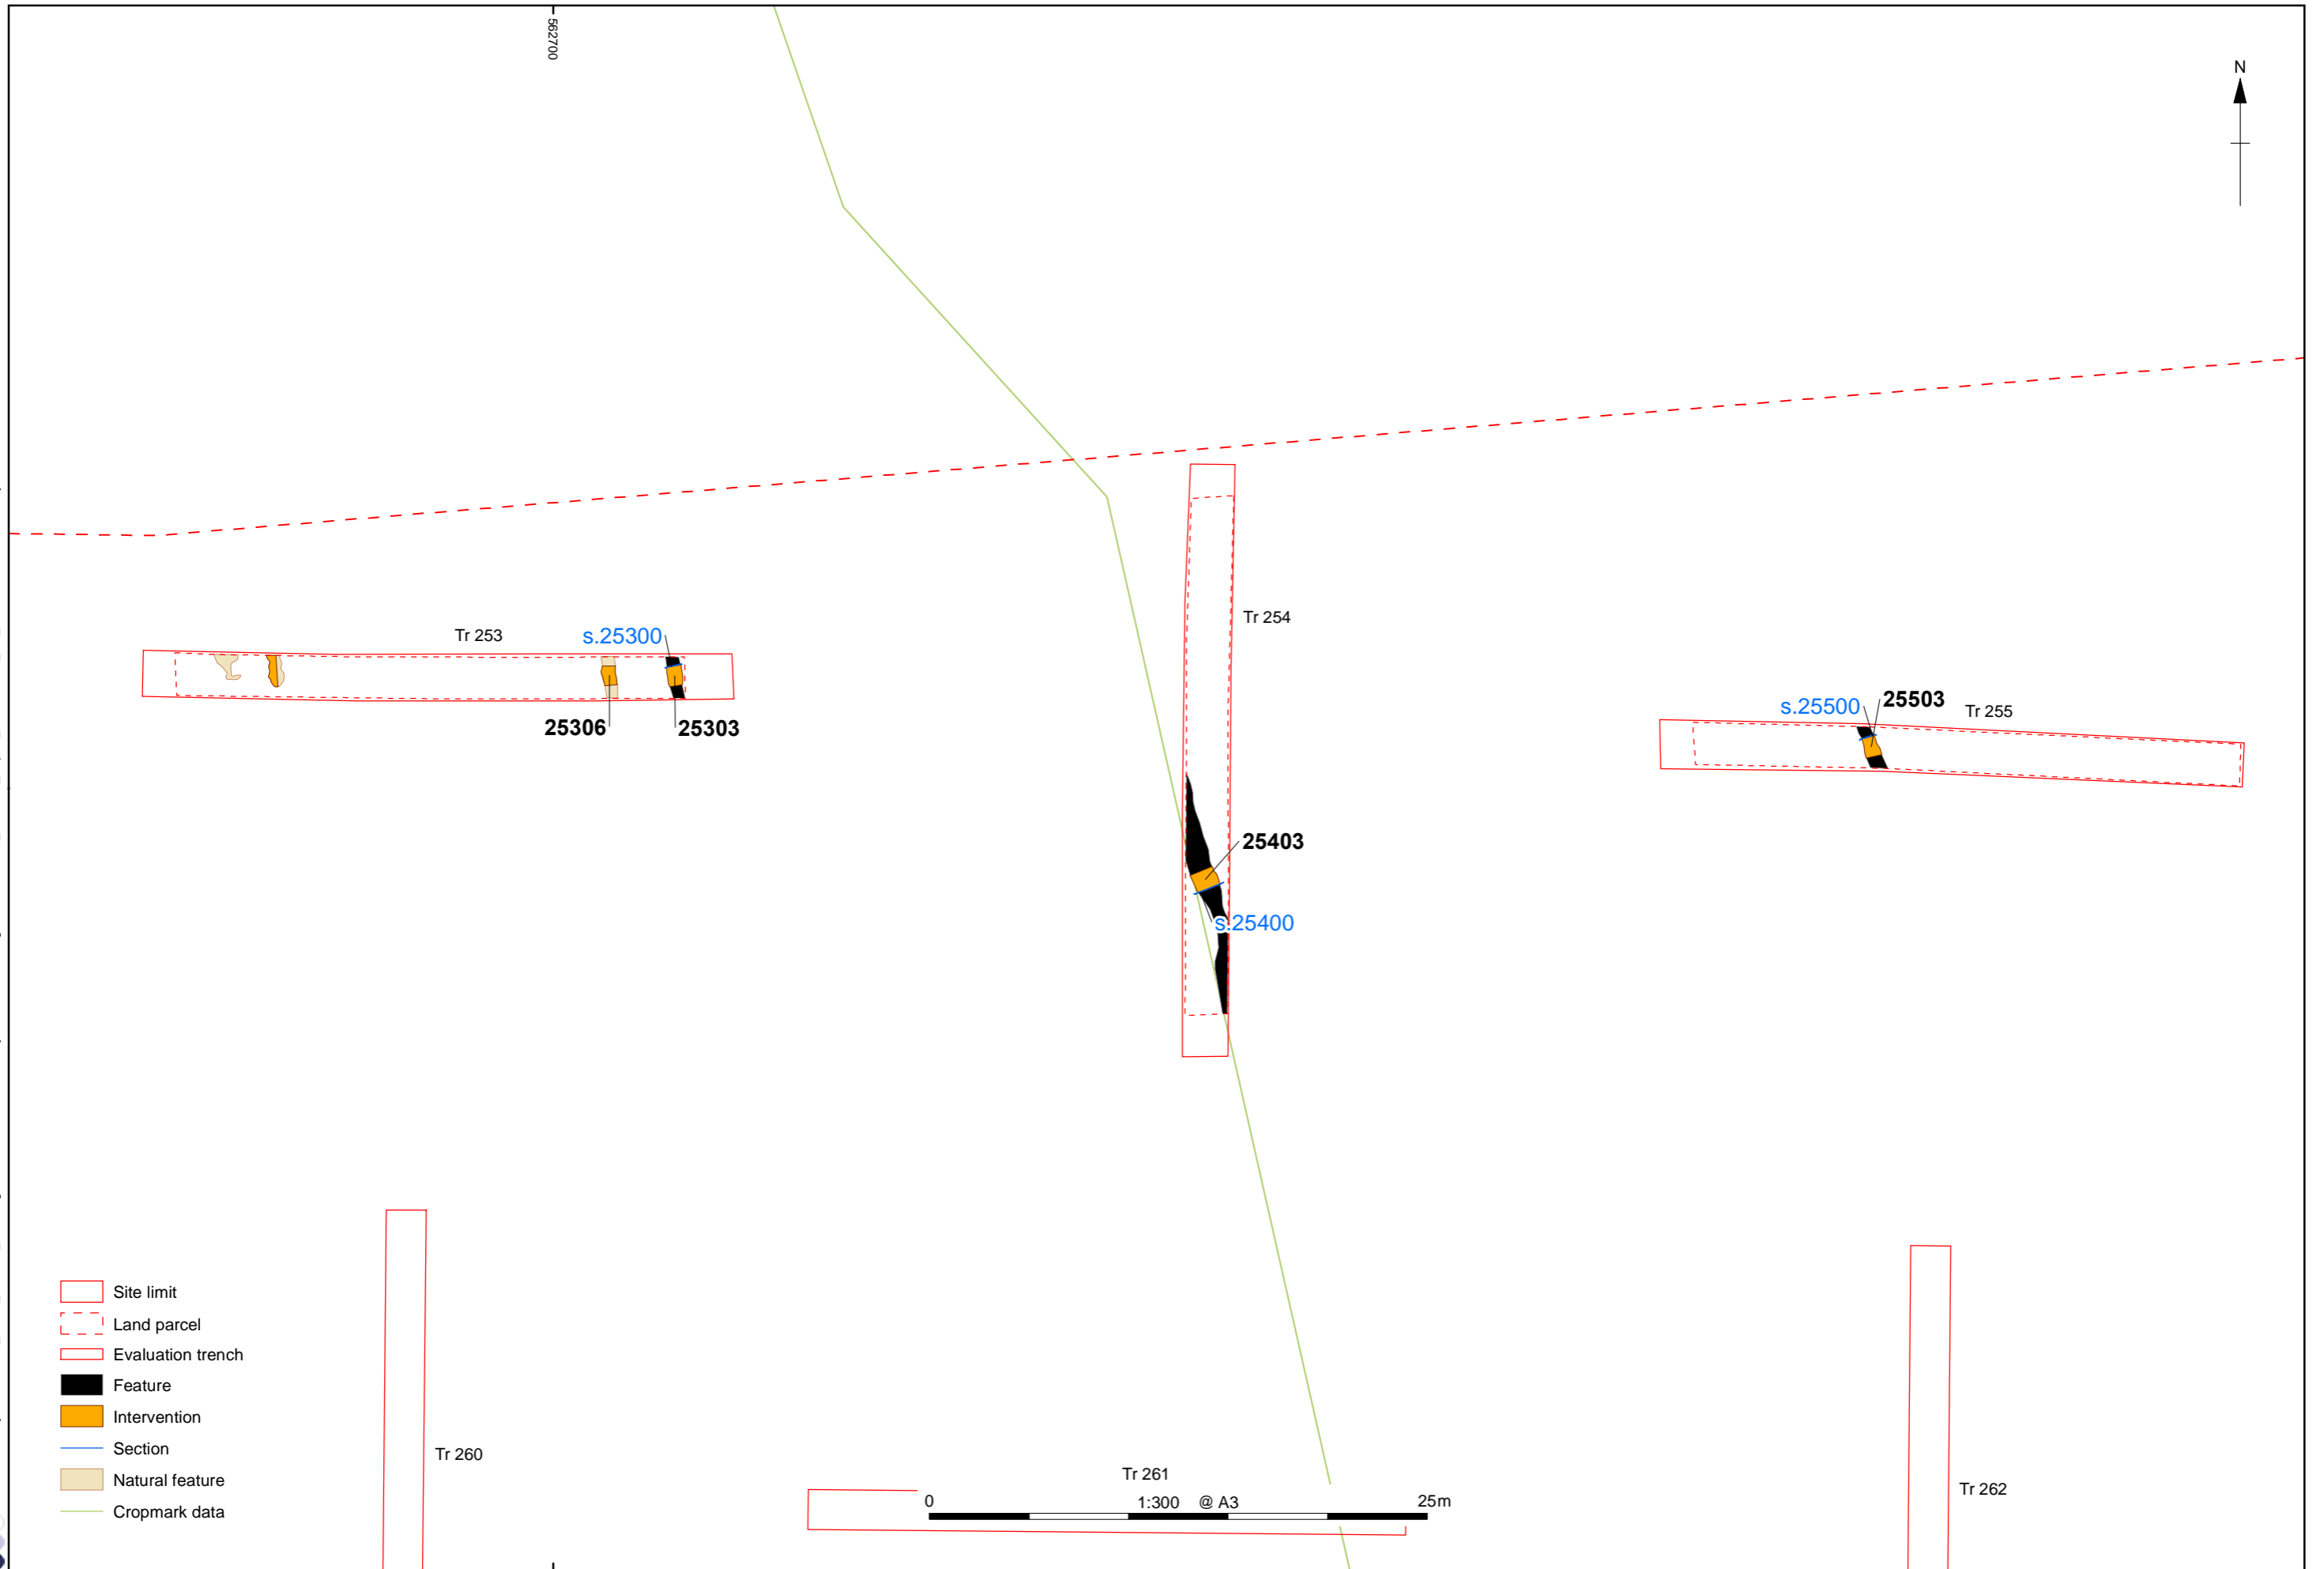 562700
N
Tr 253
s.25300
25306
25303
Tr 254
25403
s.25400
s.25500
25503
Tr 255
Site limit
Land parcel
Evaluation trench
Feature
Intervention
Section
Natural feature
Cropmark data
Tr 260
Tr 261
0 1:300 @ A3 25m
Tr 262